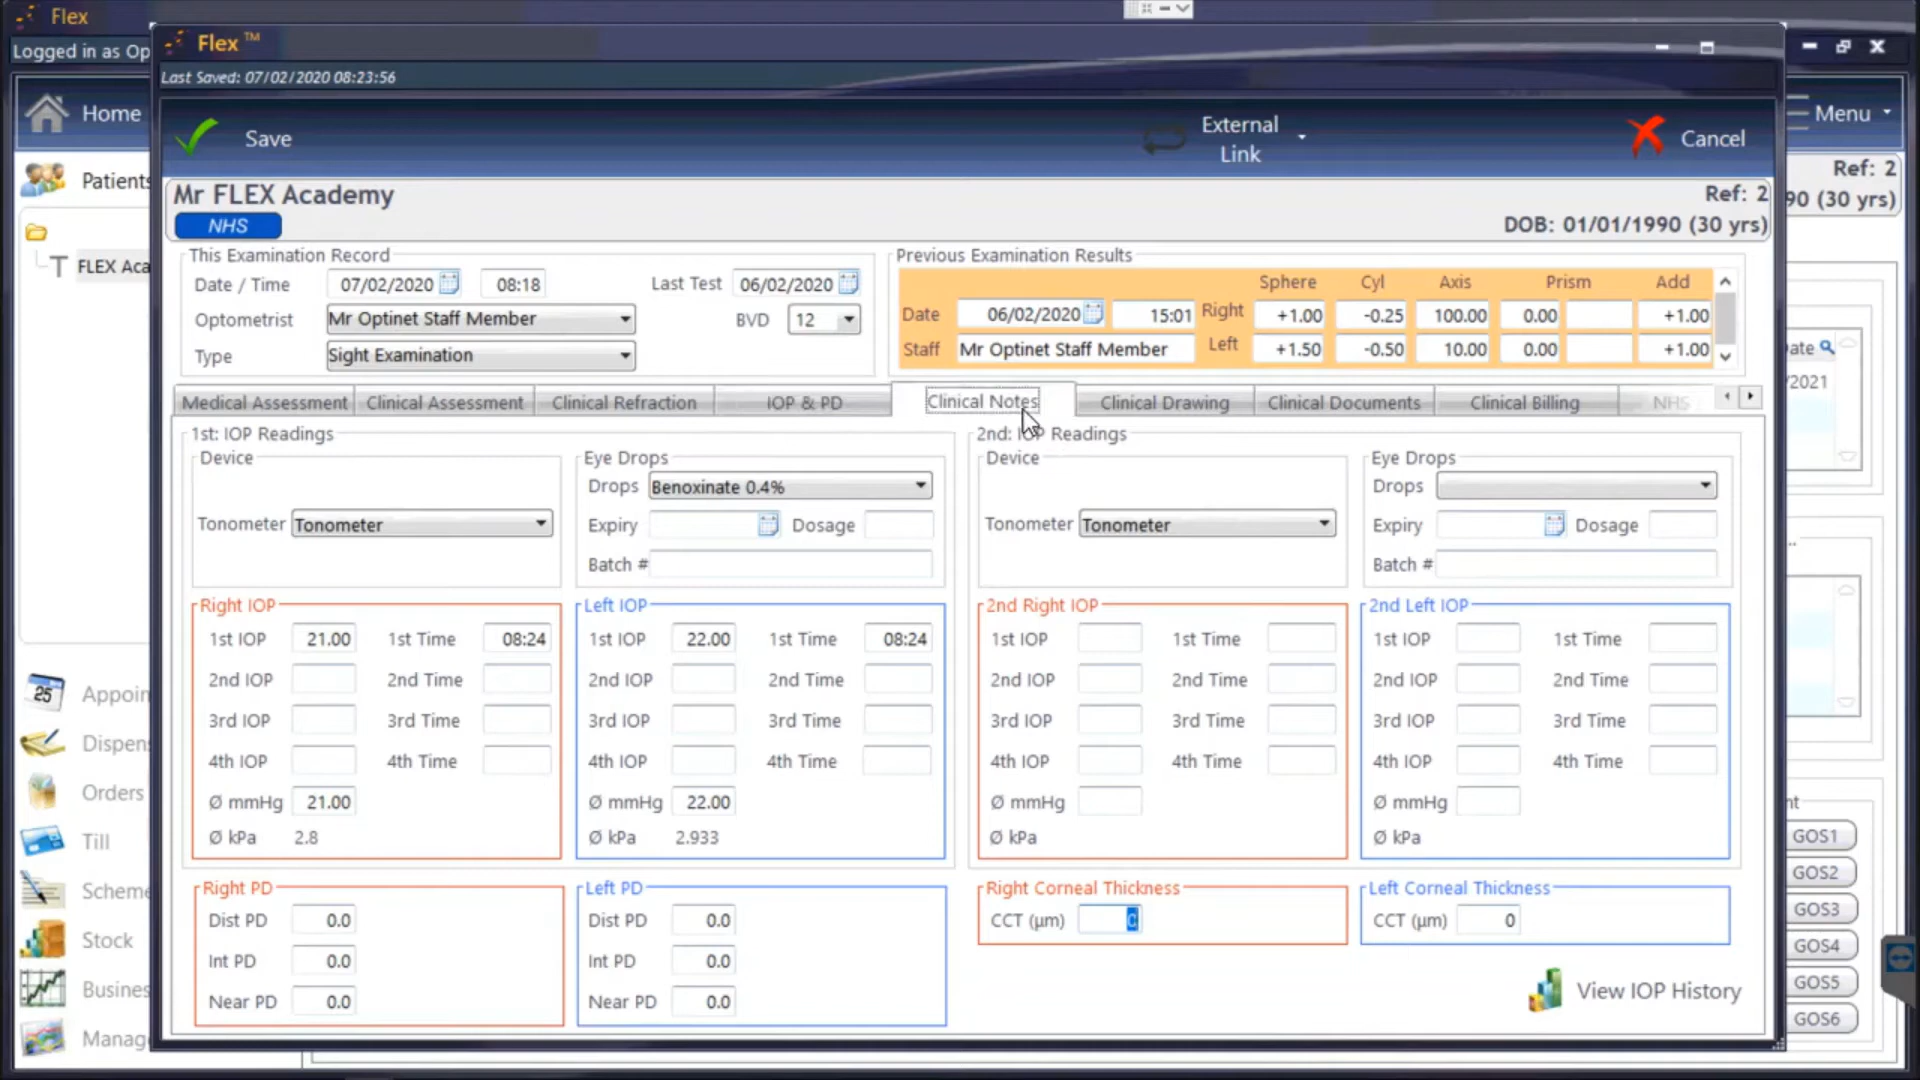 Flex
Logged in as Op
Flex ™
Last Saved: 07/02/2020 08:23:56
Home
Save
External Link
Cancel
Menu
Patients
Mr FLEX Academy
Ref: 2
Ref: 2
NHS
DOB: 01/01/1990 (30 yrs)
90 (30 yrs)
FLEX Aca
This Examination Record
Date / Time 07/02/2020 08:18 Last Test 06/02/2020
Optometrist Mr Optinet Staff Member BVD 12
Type Sight Examination
Previous Examination Results
Sphere Cyl Axis Prism Add
Date 06/02/2020 15:01 Right +1.00 -0.25 100.00 0.00 +1.00
Staff Mr Optinet Staff Member Left +1.50 -0.50 10.00 0.00 +1.00
ate
/2021
Medical Assessment Clinical Assessment Clinical Refraction IOP & PD Clinical Notes Clinical Drawing Clinical Documents Clinical Billing NHS
1st: IOP Readings
Device
Tonometer Tonometer
Eye Drops
Drops Benoxinate 0.4%
Expiry Dosage
Batch #
2nd: IOP Readings
Device
Tonometer Tonometer
Eye Drops
Drops
Expiry Dosage
Batch #
Right IOP
1st IOP 21.00 1st Time 08:24
2nd IOP 2nd Time
3rd IOP 3rd Time
4th IOP 4th Time
Ø mmHg 21.00
Ø kPa 2.8
Left IOP
1st IOP 22.00 1st Time 08:24
2nd IOP 2nd Time
3rd IOP 3rd Time
4th IOP 4th Time
Ø mmHg 22.00
Ø kPa 2.933
2nd Right IOP
1st IOP 1st Time
2nd IOP 2nd Time
3rd IOP 3rd Time
4th IOP 4th Time
Ø mmHg
Ø kPa
2nd Left IOP
1st IOP 1st Time
2nd IOP 2nd Time
3rd IOP 3rd Time
4th IOP 4th Time
Ø mmHg
Ø kPa
Right PD
Dist PD 0.0
Int PD 0.0
Near PD 0.0
Left PD
Dist PD 0.0
Int PD 0.0
Near PD 0.0
Right Corneal Thickness
CCT (µm)
Left Corneal Thickness
CCT (µm) 0
View IOP History
25 Appoin
Dispens
Orders
Till
Scheme
Stock
Busines
Manag
nt
GOS1
GOS2
GOS3
GOS4
GOS5
GOS6